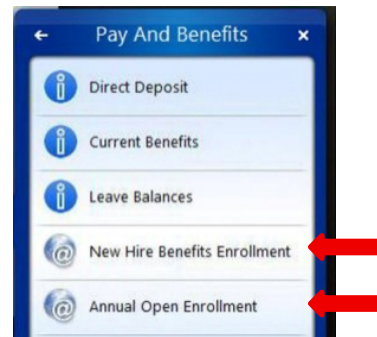 Pay And Benefits
Direct Deposit
Current Benefits
Leave Balances
New Hire Benefits Enrollment
Annual Open Enrollment